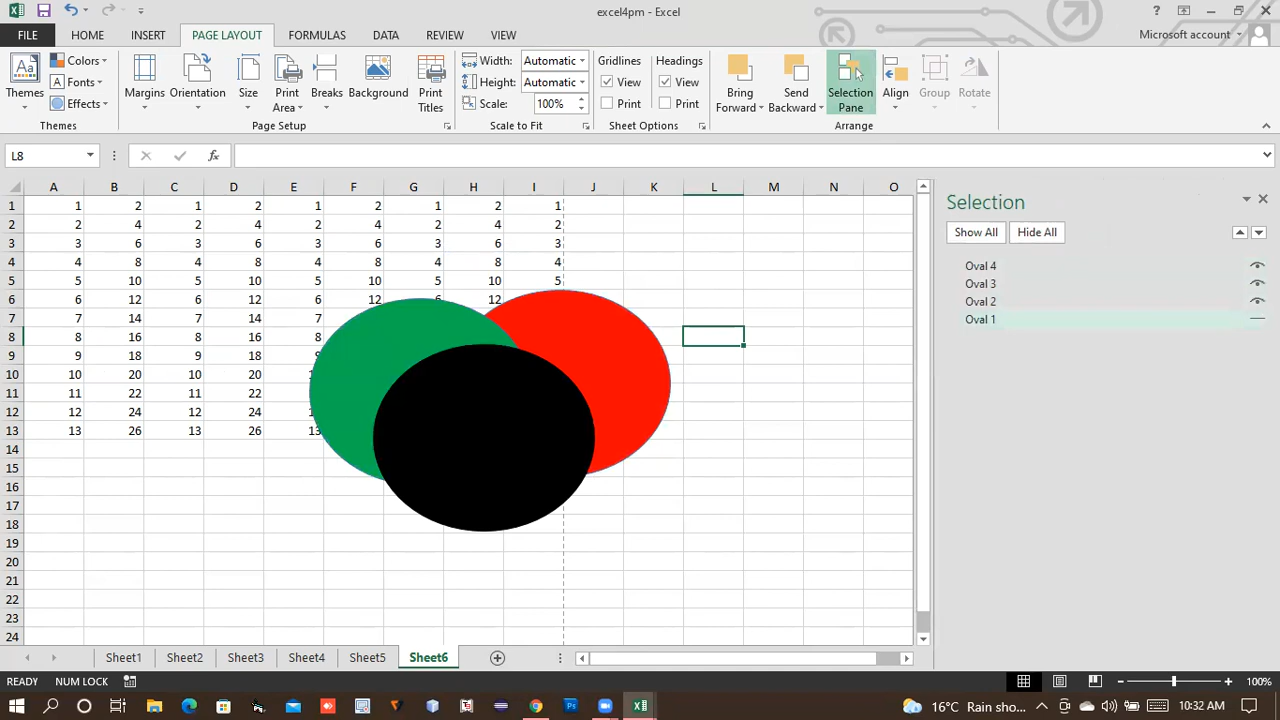 excel4pm - Excel
FILE HOME INSERT PAGE LAYOUT FORMULAS DATA REVIEW VIEW Microsoft account
Themes Colors Fonts Effects Margins Orientation Size Print Area Breaks Background Print Titles Width: Automatic Height: Automatic Scale: 100% Gridlines View Print Headings View Print Bring Forward Send Backward Selection Pane Align Group Rotate
Themes Page Setup Scale to Fit Sheet Options Arrange
L8 fx
A B C D E F G H I J K L M N O
1 1 2 1 2 1 2 1 2 1
2 2 4 2 4 2 4 2 4 2
3 3 6 3 6 3 6 3 6 3
4 4 8 4 8 4 8 4 8 4
5 5 10 5 10 5 10 5 10 5
6 6 12 6 12 6 12 6 12
7 7 14 7 14 7
8 8 16 8 16 8
9 9 18 9 18 9
10 10 20 10 20
11 11 22 11 22
12 12 24 12 24
13 13 26 13 26 13
14
15
16
17
18
19
20
21
22
23
24
Selection
Show All Hide All
Oval 4
Oval 3
Oval 2
Oval 1
Sheet1 Sheet2 Sheet3 Sheet4 Sheet5 Sheet6
READY NUM LOCK 100%
16°C Rain sho... 10:32 AM